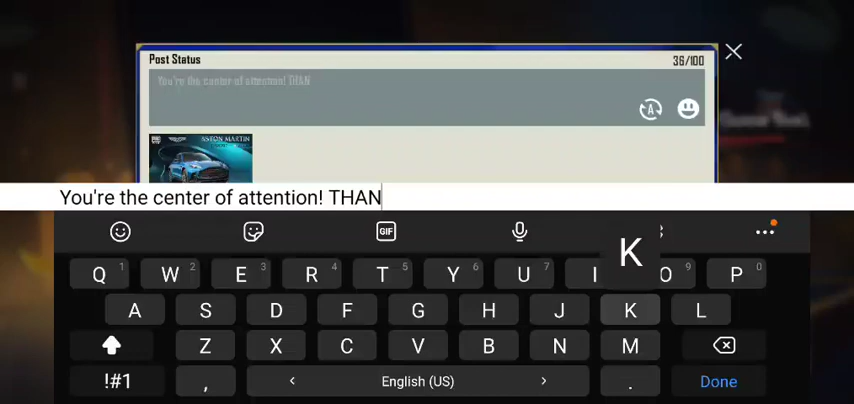 Post Status
36/100
You're the center of attention! THAN
A
ASTON MARTIN
You're the center of attention! THAN
GIF
K
Q 1 W 2 E 3 R 4 T 5 Y 6 U 7 I O 9 P 0
A S D F G H J K L
Z X C V B N M
!#1 , < English (US) > . Done